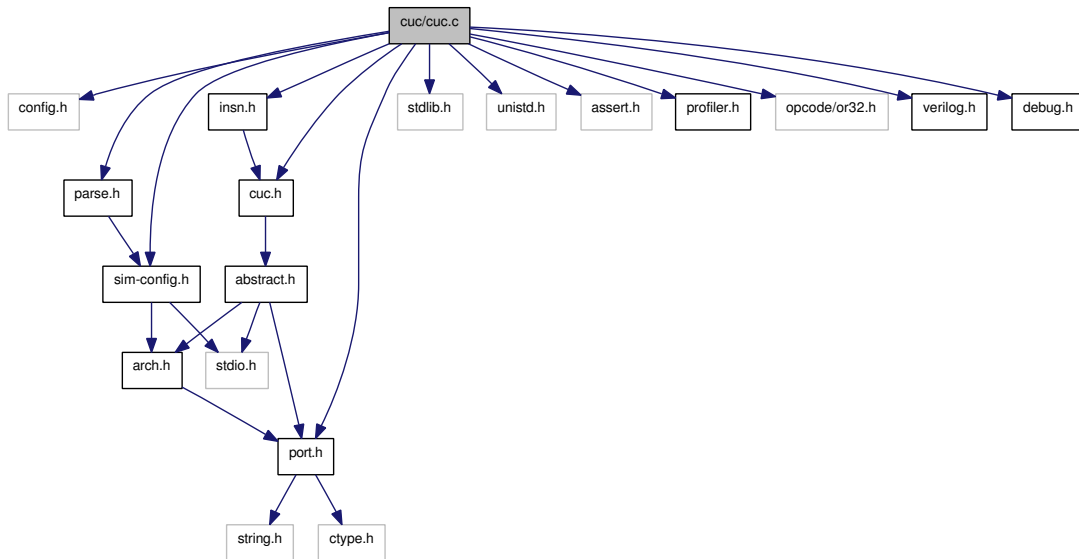 cuc/cuc.c
config.h
insn.h
stdlib.h
unistd.h
assert.h
profiler.h
opcode/or32.h
verilog.h
debug.h
parse.h
cuc.h
sim-config.h
abstract.h
arch.h
stdio.h
port.h
string.h
ctype.h